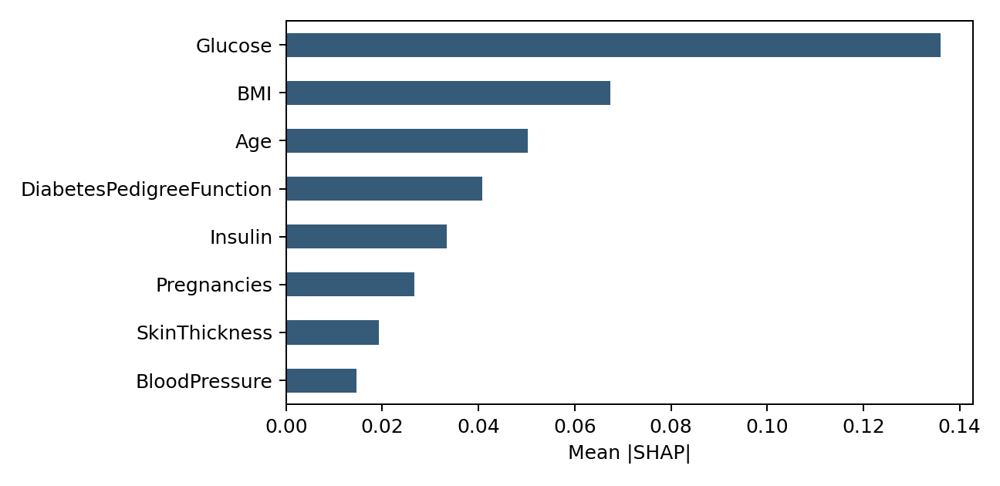 Glucose
BMI
Age
DiabetesPedigreeFunction
Insulin
Pregnancies
SkinThickness
BloodPressure
0.00 0.02 0.04 0.06 0.08 0.10 0.12 0.14
Mean |SHAP|